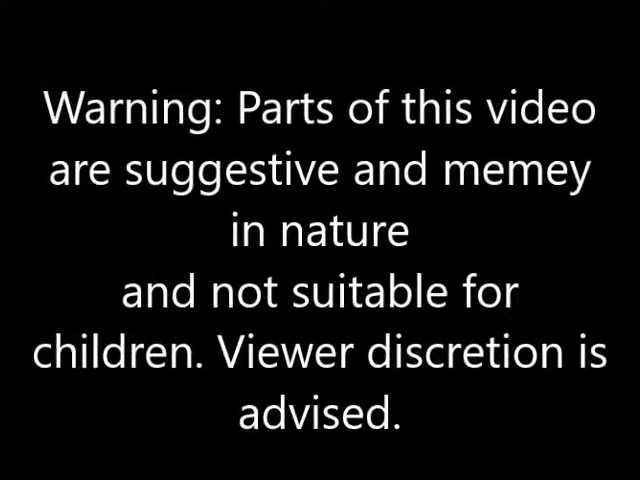 Warning: Parts of this video
are suggestive and memey
in nature
and not suitable for
children. Viewer discretion is
advised.